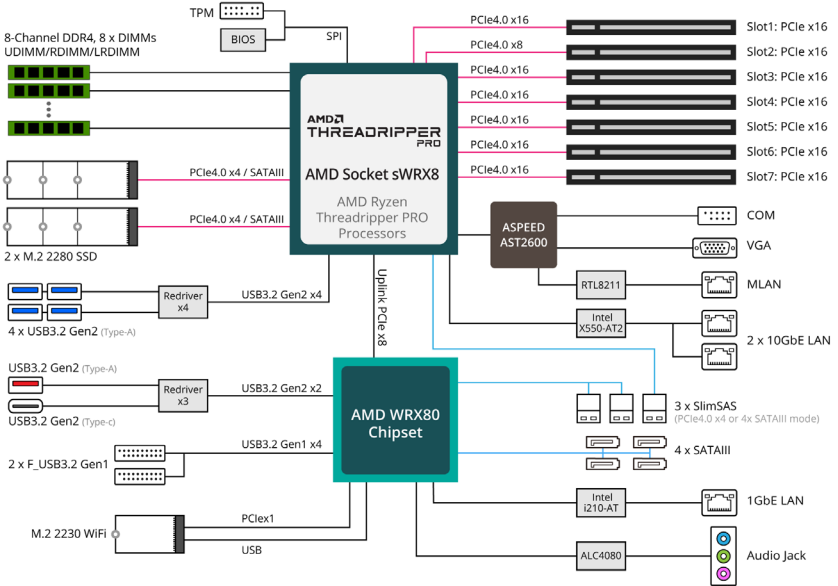 TPM
BIOS
SPI
8-Channel DDR4, 8 x DIMMs
UDIMM/RDIMM/LRDIMM
PCIe4.0 x16
Slot1: PCIe x16
PCIe4.0 x8
Slot2: PCIe x16
PCIe4.0 x16
Slot3: PCIe x16
PCIe4.0 x16
Slot4: PCIe x16
PCIe4.0 x16
Slot5: PCIe x16
PCIe4.0 x16
Slot6: PCIe x16
PCIe4.0 x16
Slot7: PCIe x16
AMD
THREADRIPPER
PRO
AMD Socket sWRX8
AMD Ryzen
Threadripper PRO
Processors
PCIe4.0 x4 / SATAIII
PCIe4.0 x4 / SATAIII
2 x M.2 2280 SSD
ASPEED
AST2600
COM
VGA
RTL8211
MLAN
Intel
X550-AT2
2 x 10GbE LAN
Redriver
x4
USB3.2 Gen2 x4
4 x USB3.2 Gen2 (Type-A)
Uplink PCIe x8
USB3.2 Gen2 (Type-A)
Redriver
x3
USB3.2 Gen2 x2
USB3.2 Gen2 (Type-c)
AMD WRX80
Chipset
3 x SlimSAS
(PCIe4.0 x4 or 4x SATAIII mode)
4 x SATAIII
USB3.2 Gen1 x4
2 x F_USB3.2 Gen1
Intel
i210-AT
1GbE LAN
M.2 2230 WiFi
PCIex1
USB
ALC4080
Audio Jack